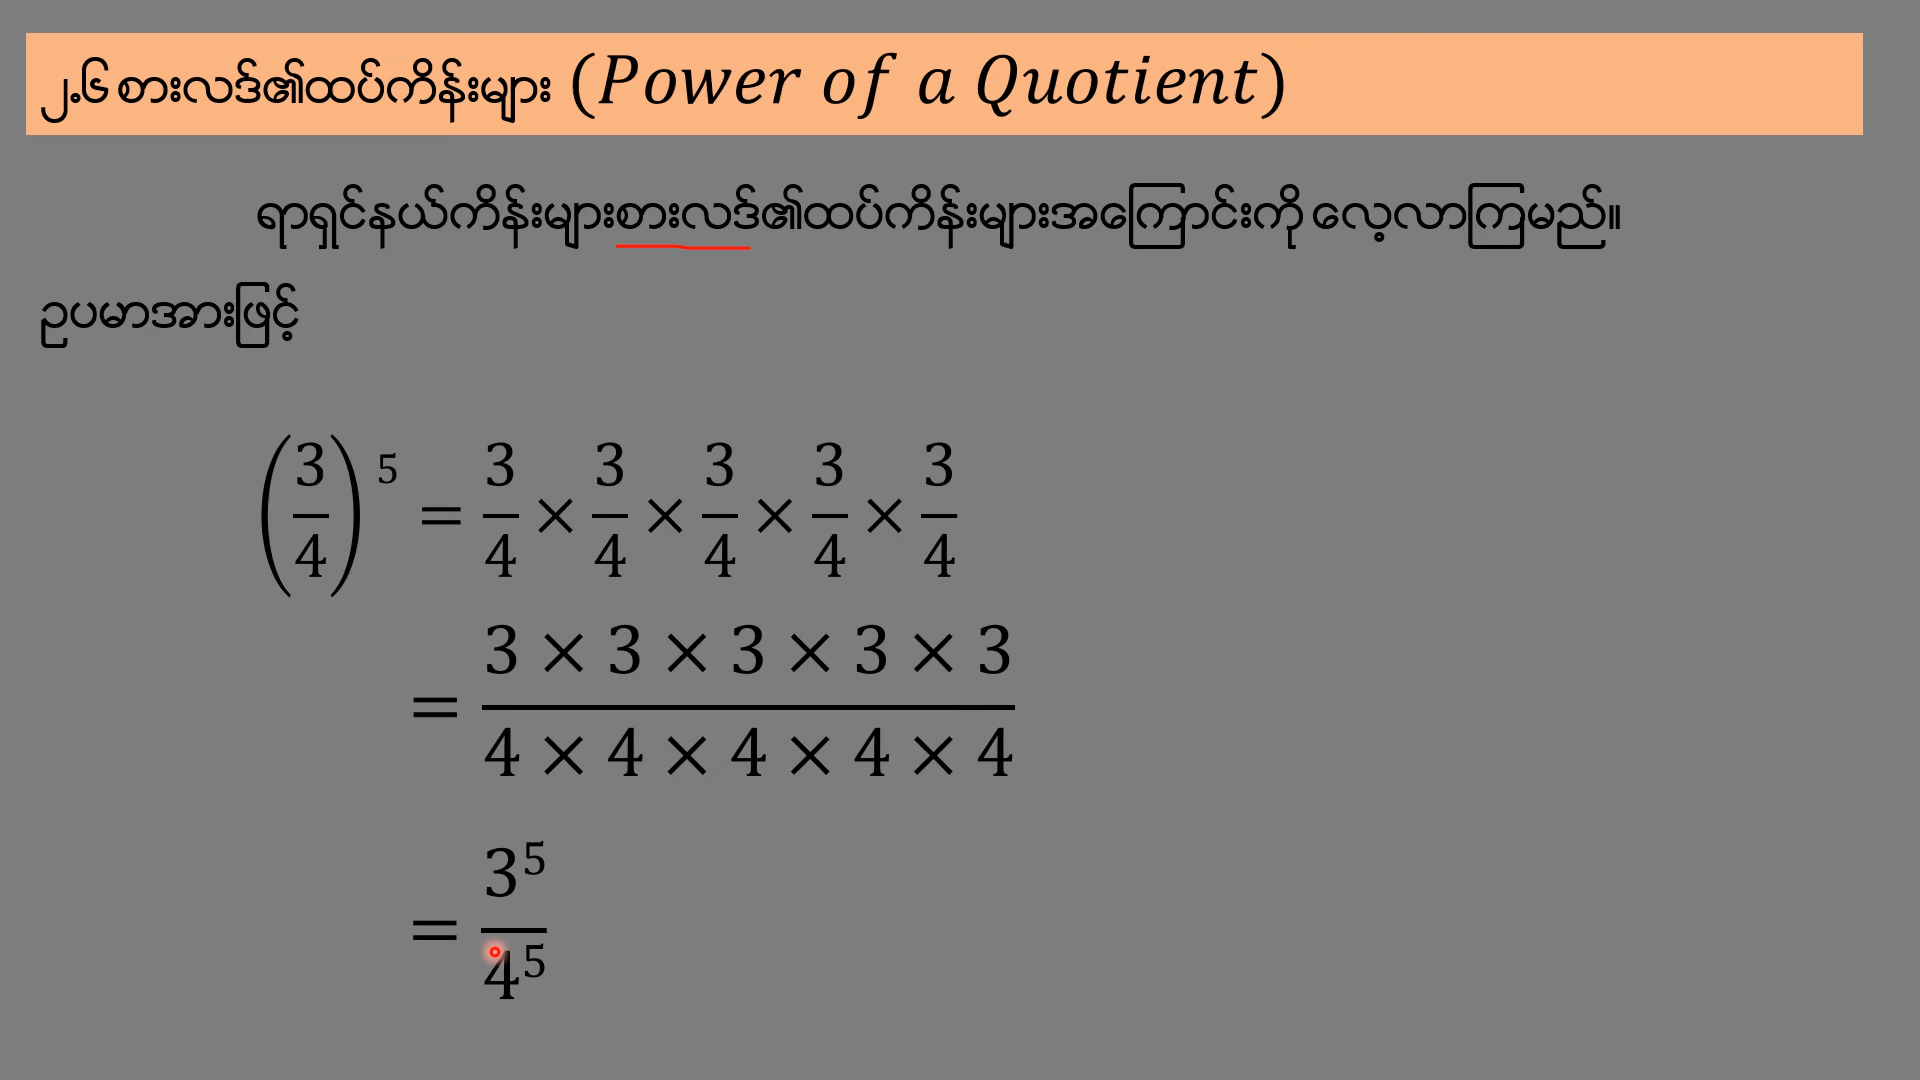 ၂.၆ စားလဒ်၏ထပ်ကိန်းများ (Power of a Quotient)
ရာရှင်နယ်ကိန်းများစားလဒ်၏ထပ်ကိန်းများအကြောင်းကို လေ့လာကြမည်။
ဥပမာအားဖြင့်
(3/4)^5 = 3/4 × 3/4 × 3/4 × 3/4 × 3/4
= (3 × 3 × 3 × 3 × 3)/(4 × 4 × 4 × 4 × 4)
= 3^5/4^5